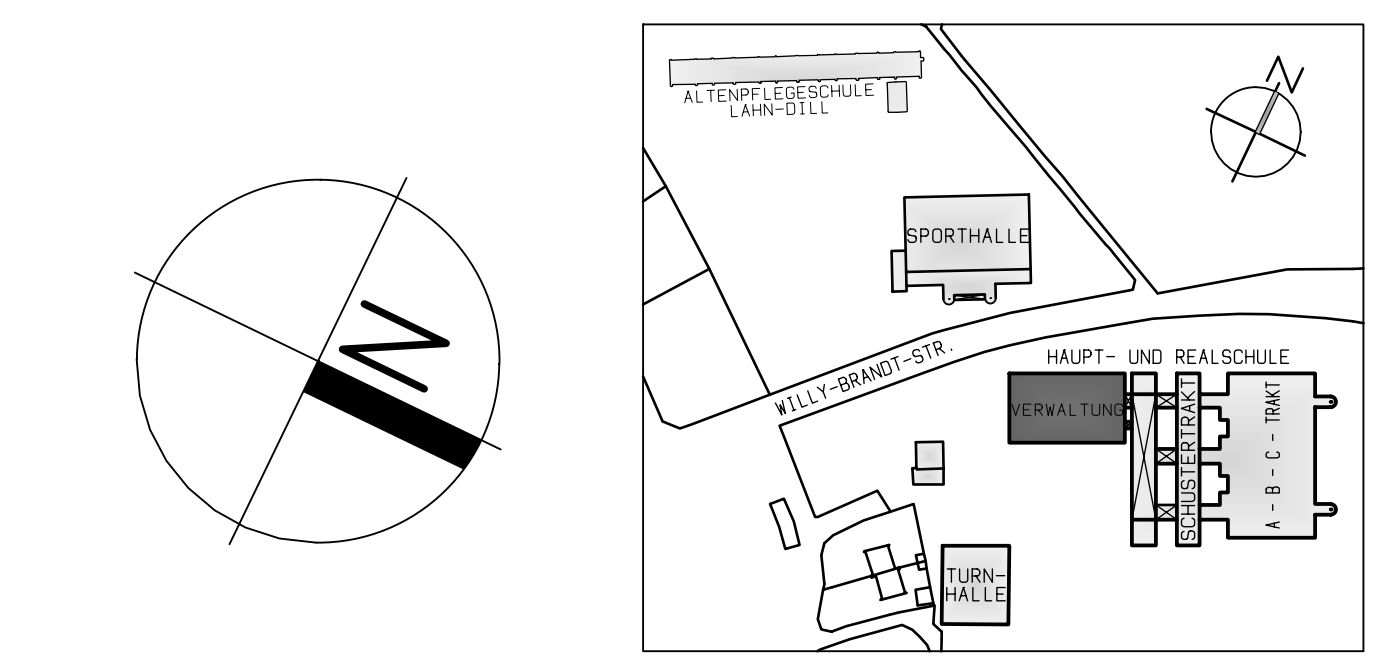 N
N
ALTENPFLEGESCHULE
LAHN-DILL
SPORTHALLE
WILLY-BRANDT-STR.
HAUPT- UND REALSCHULE
VERWALTUNG
SCHUSTERTRAKT
A - B - C - TRAKT
TURN-
HALLE